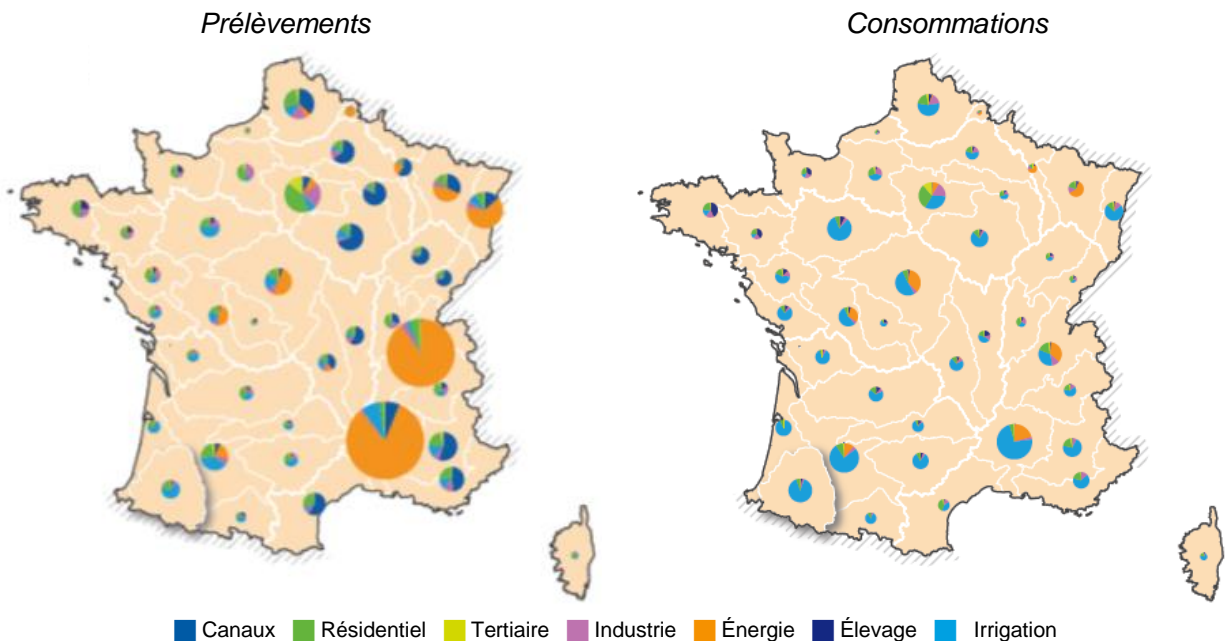 Prélèvements Consommations
Canaux Résidentiel Tertiaire Industrie Énergie Élevage Irrigation